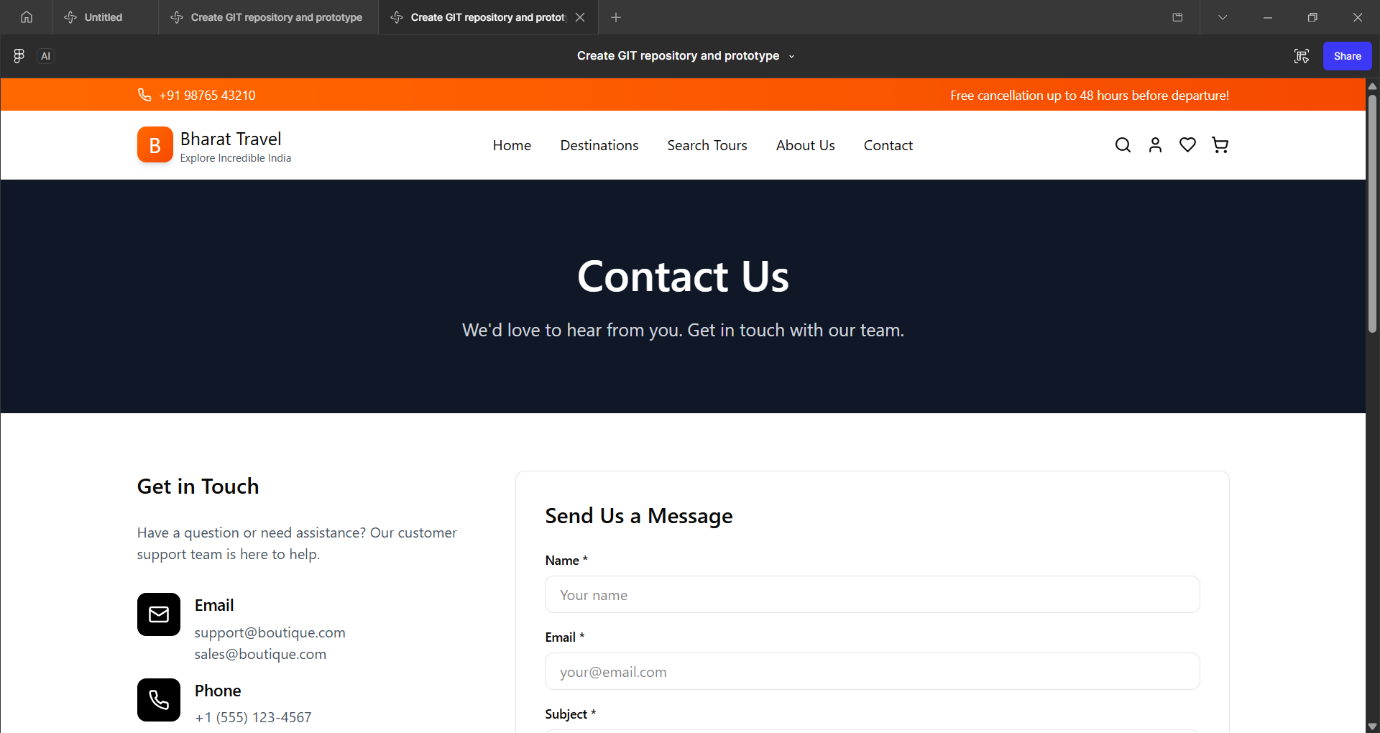 Untitled
Create GIT repository and prototype
Create GIT repository and protot
AI
Create GIT repository and prototype
Share
+91 98765 43210
Free cancellation up to 48 hours before departure!
B
Bharat Travel
Explore Incredible India
Home
Destinations
Search Tours
About Us
Contact
Contact Us
We'd love to hear from you. Get in touch with our team.
Get in Touch
Have a question or need assistance? Our customer
support team is here to help.
Email
support@boutique.com
sales@boutique.com
Phone
+1 (555) 123-4567
Send Us a Message
Name *
Your name
Email *
your@email.com
Subject *